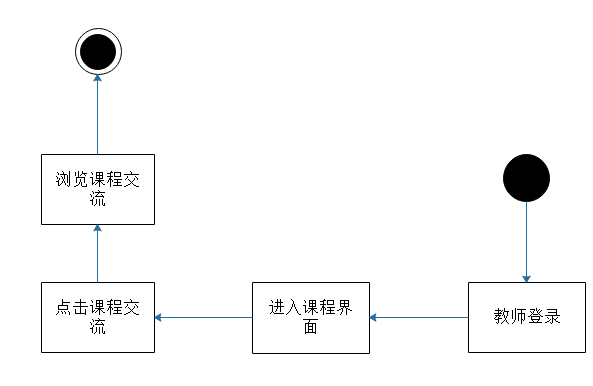 浏览课程交
流
点击课程交
流
进入课程界
面
教师登录